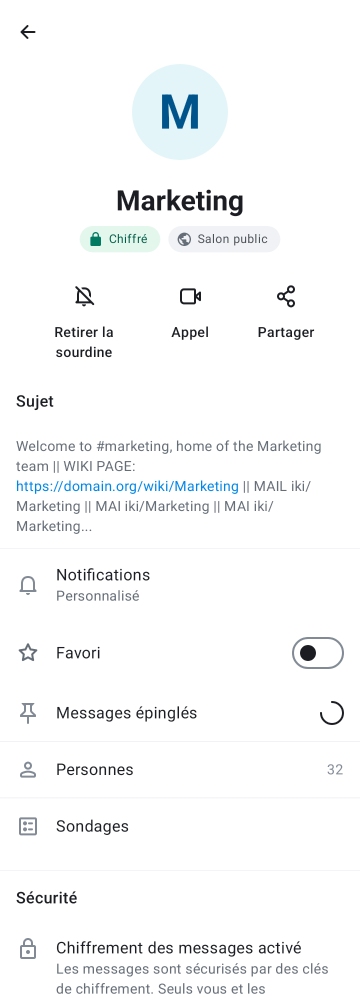 M
Marketing
Chiffré
Salon public
Retirer la
sourdine
Appel
Partager
Sujet
Welcome to #marketing, home of the Marketing
team || WIKI PAGE:
https://domain.org/wiki/Marketing || MAIL iki/
Marketing || MAI iki/Marketing || MAI iki/
Marketing...
Notifications
Personnalisé
Favori
Messages épinglés
Personnes 32
Sondages
Sécurité
Chiffrement des messages activé
Les messages sont sécurisés par des clés
de chiffrement. Seuls vous et les